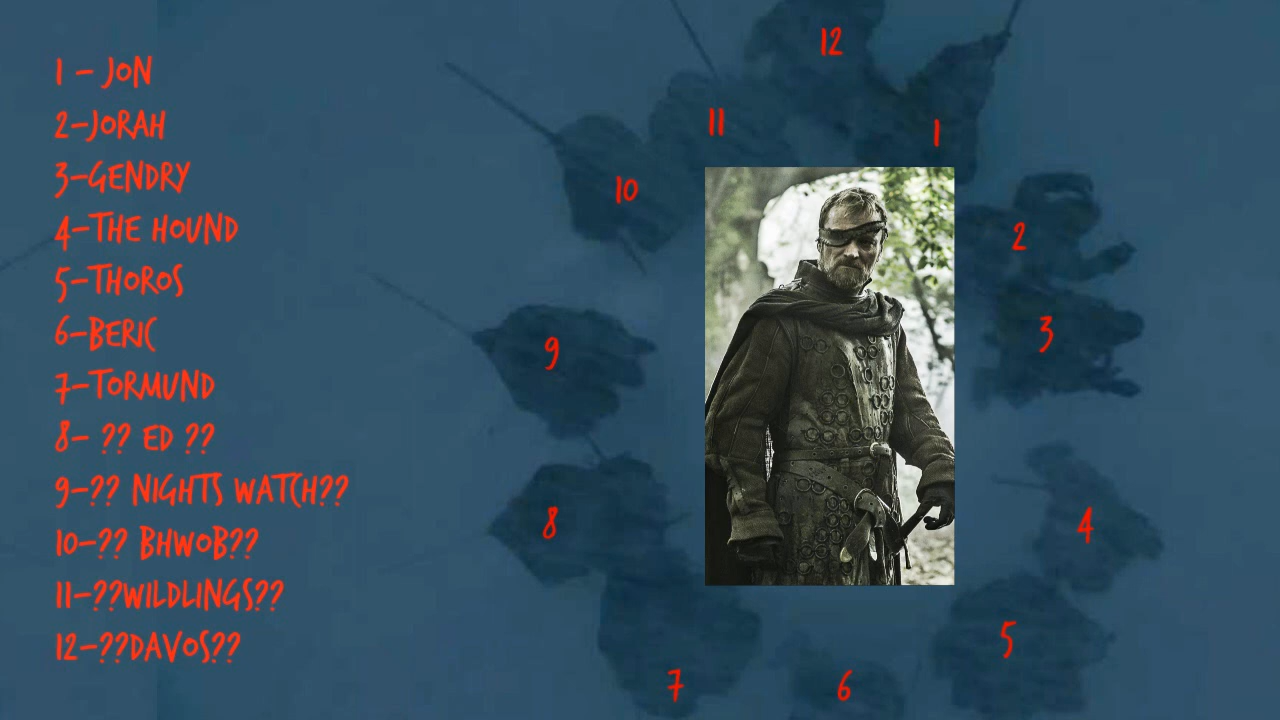 1 - JON
2-JORAH
3-GENDRY
4-THE HOUND
5-THOROS
6-BERIC
7-TORMUND
8- ?? ED ??
9-?? NIGHTS WATCH??
10-?? BHWOB??
11-??WILDLINGS??
12-??DAVOS??
12
11
1
10
2
3
9
8
4
5
7
6